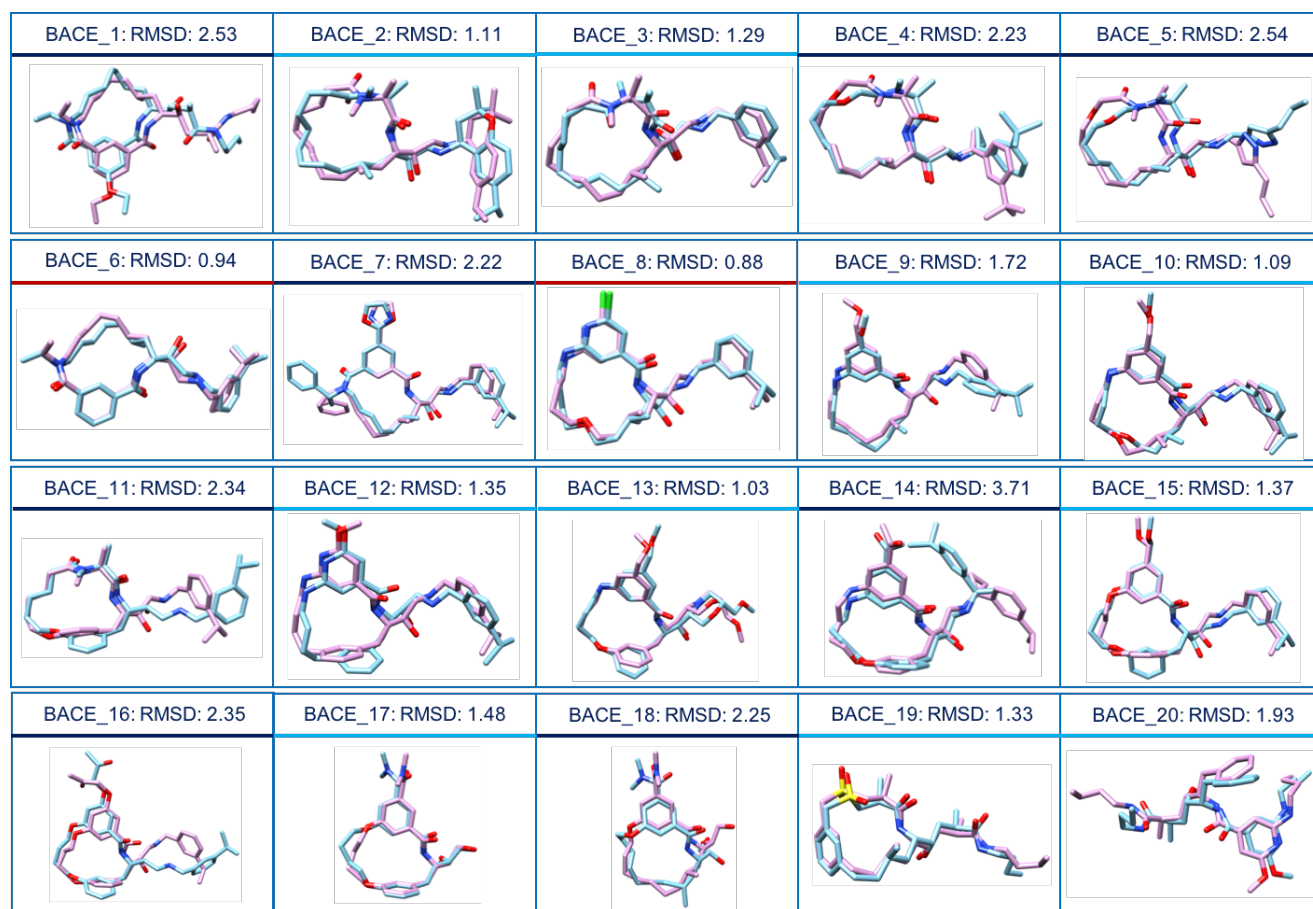 BACE_1: RMSD: 2.53
BACE_2: RMSD: 1.11
BACE_3: RMSD: 1.29
BACE_4: RMSD: 2.23
BACE_5: RMSD: 2.54
BACE_6: RMSD: 0.94
BACE_7: RMSD: 2.22
BACE_8: RMSD: 0.88
BACE_9: RMSD: 1.72
BACE_10: RMSD: 1.09
BACE_11: RMSD: 2.34
BACE_12: RMSD: 1.35
BACE_13: RMSD: 1.03
BACE_14: RMSD: 3.71
BACE_15: RMSD: 1.37
BACE_16: RMSD: 2.35
BACE_17: RMSD: 1.48
BACE_18: RMSD: 2.25
BACE_19: RMSD: 1.33
BACE_20: RMSD: 1.93